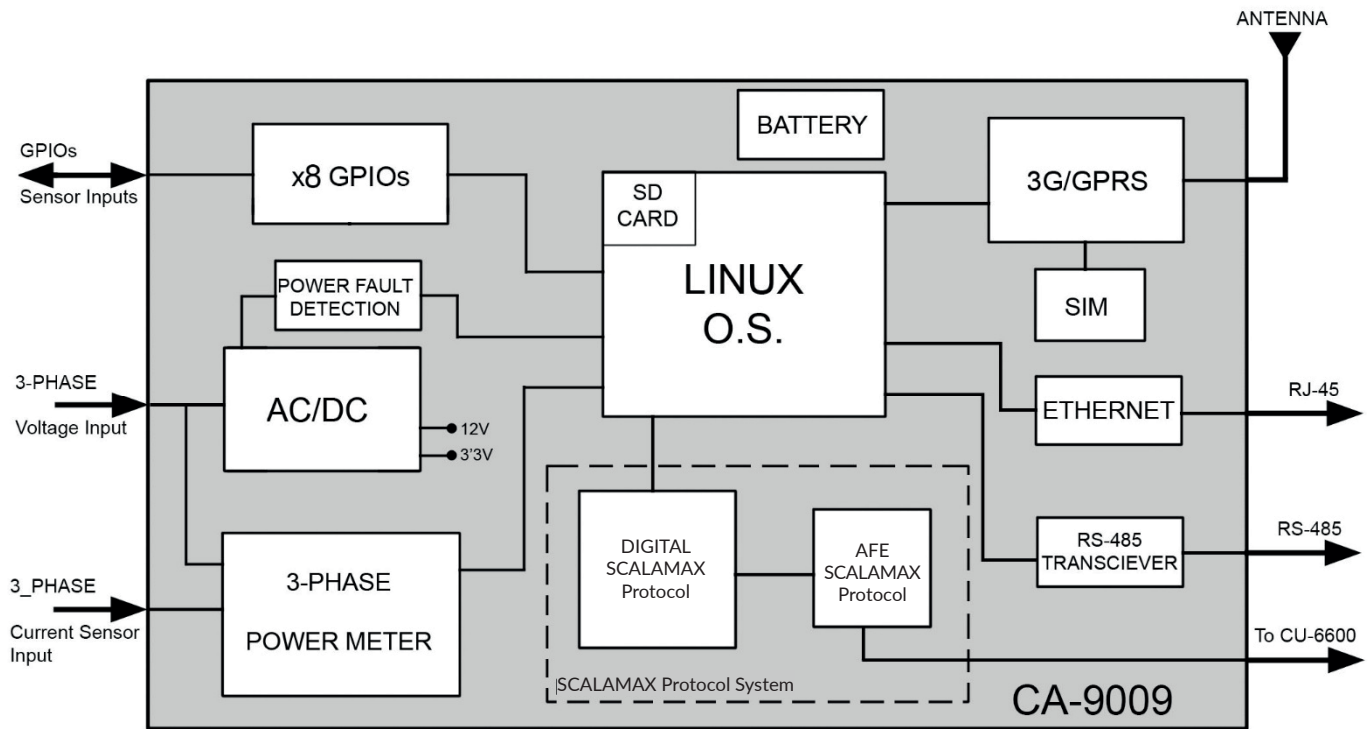 ANTENNA
BATTERY
GPIOs
Sensor Inputs
x8 GPIOs
SD
CARD
3G/GPRS
LINUX
O.S.
POWER FAULT
DETECTION
SIM
3-PHASE
Voltage Input
AC/DC
12V
3'3V
ETHERNET
RJ-45
DIGITAL
SCALAMAX
Protocol
AFE
SCALAMAX
Protocol
RS-485
TRANSCIEVER
RS-485
3_PHASE
Current Sensor
Input
3-PHASE
POWER METER
To CU-6600
SCALAMAX Protocol System
CA-9009